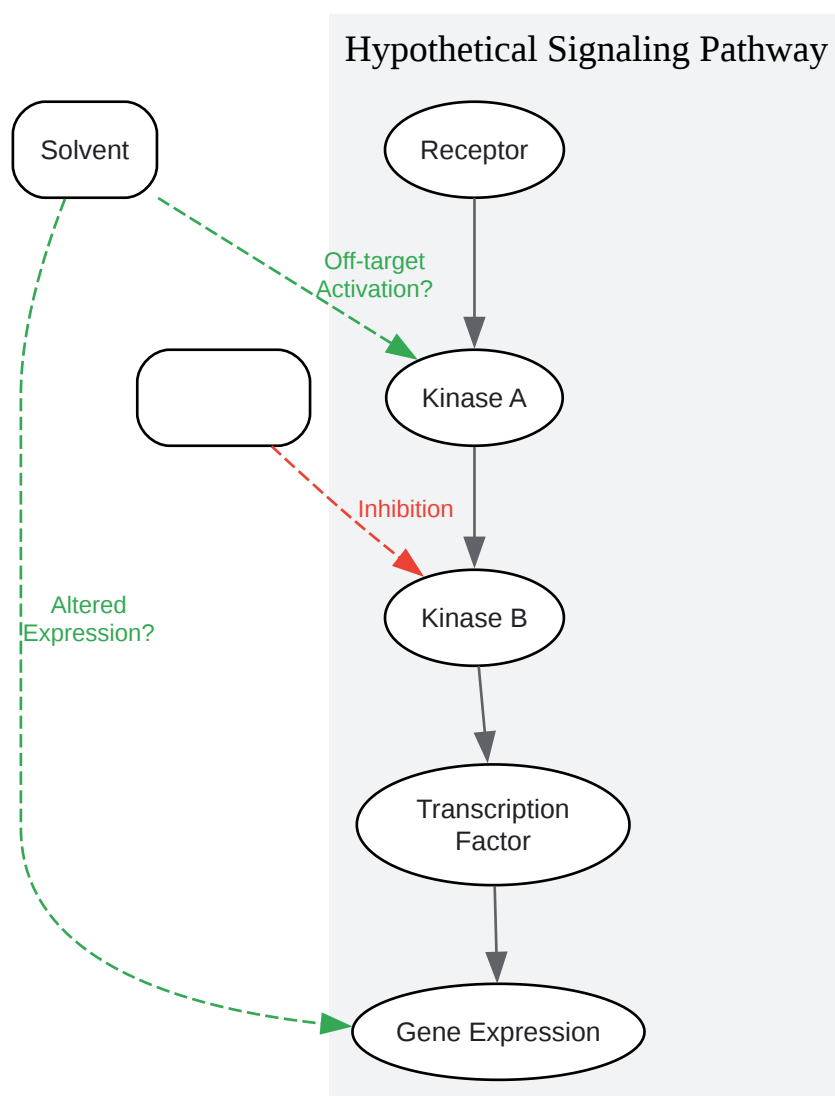 Hypothetical Signaling Pathway
Solvent
Receptor
Off-target
Activation?
Kinase A
Inhibition
Altered
Expression?
Kinase B
Transcription
Factor
Gene Expression